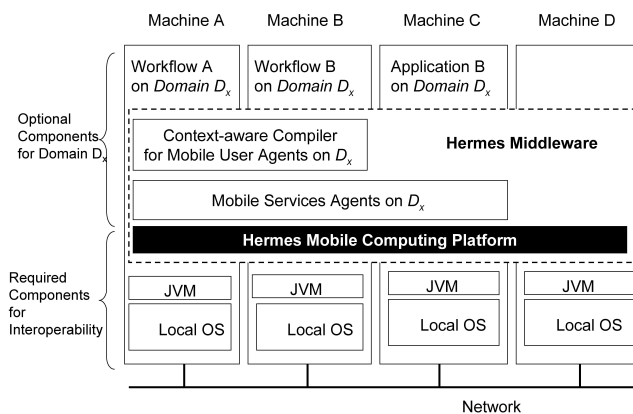 Machine A
Machine B
Machine C
Machine D
Workflow A
on Domain Dx
Workflow B
on Domain Dx
Application B
on Domain Dx
Optional
Components
for Domain Dx
Context-aware Compiler
for Mobile User Agents on Dx
Hermes Middleware
Mobile Services Agents on Dx
Hermes Mobile Computing Platform
Required
Components
for
Interoperability
JVM
JVM
JVM
JVM
Local OS
Local OS
Local OS
Local OS
Network